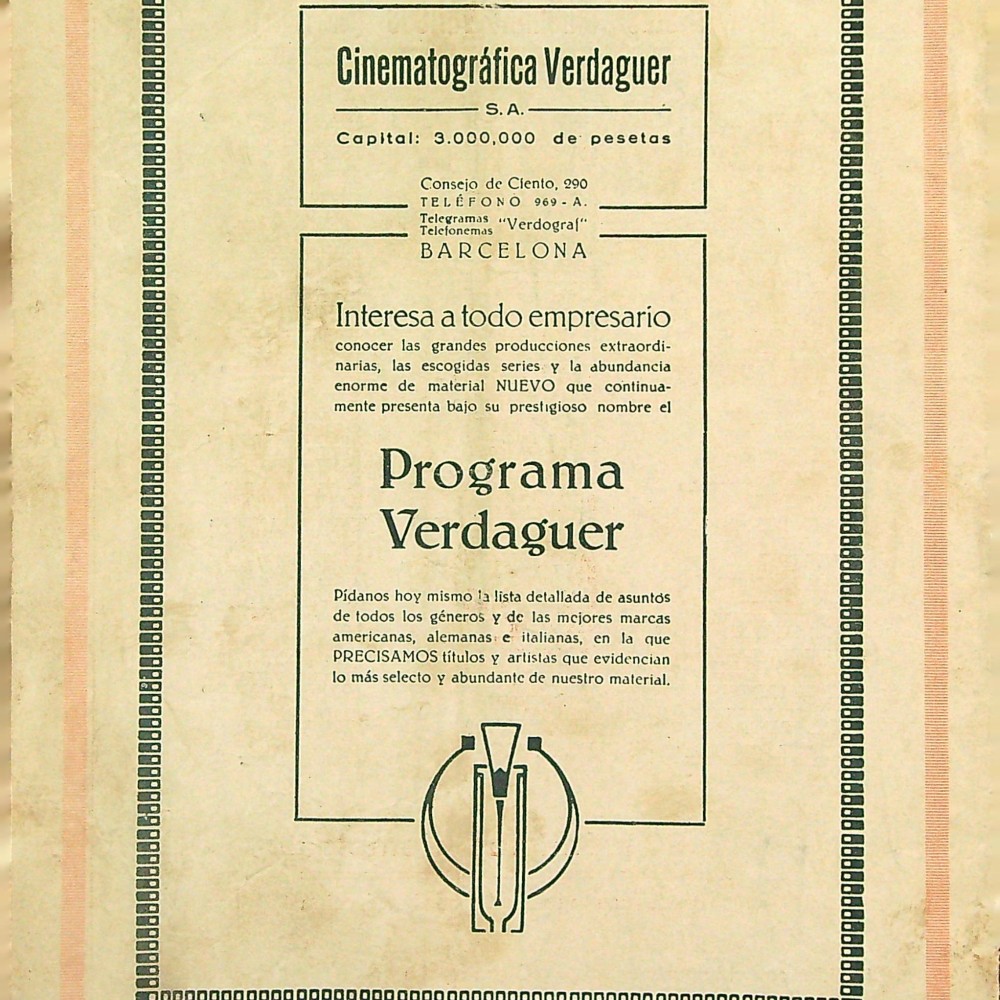 Cinematográfica Verdaguer
S. A.
Capital: 3.000,000 de pesetas
Consejo de Ciento, 290
TELÉFONO 969 - A.
Telegramas
Telefonemas "Verdograf"
BARCELONA
Interesa a todo empresario
conocer las grandes producciones extraordi-
narias, las escogidas series y la abundancia
enorme de material NUEVO que continua-
mente presenta bajo su prestigioso nombre el
Programa
Verdaguer
Pídanos hoy mismo la lista detallada de asuntos
de todos los géneros y de las mejores marcas
americanas, alemanas e italianas, en la que
PRECISAMOS títulos y artistas que evidencian
lo más selecto y abundante de nuestro material.